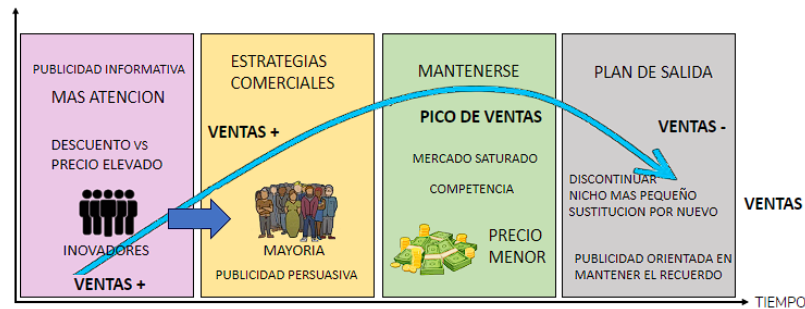 PUBLICIDAD INFORMATIVA
MAS ATENCION
DESCUENTO VS
PRECIO ELEVADO
INOVADORES
VENTAS +
ESTRATEGIAS
COMERCIALES
VENTAS +
MAYORIA
PUBLICIDAD PERSUASIVA
MANTENERSE
PICO DE VENTAS
MERCADO SATURADO
COMPETENCIA
PRECIO
MENOR
PLAN DE SALIDA
VENTAS -
DISCONTINUAR
NICHO MAS PEQUEÑO
SUSTITUCION POR NUEVO
PUBLICIDAD ORIENTADA EN
MANTENER EL RECUERDO
VENTAS
TIEMPO